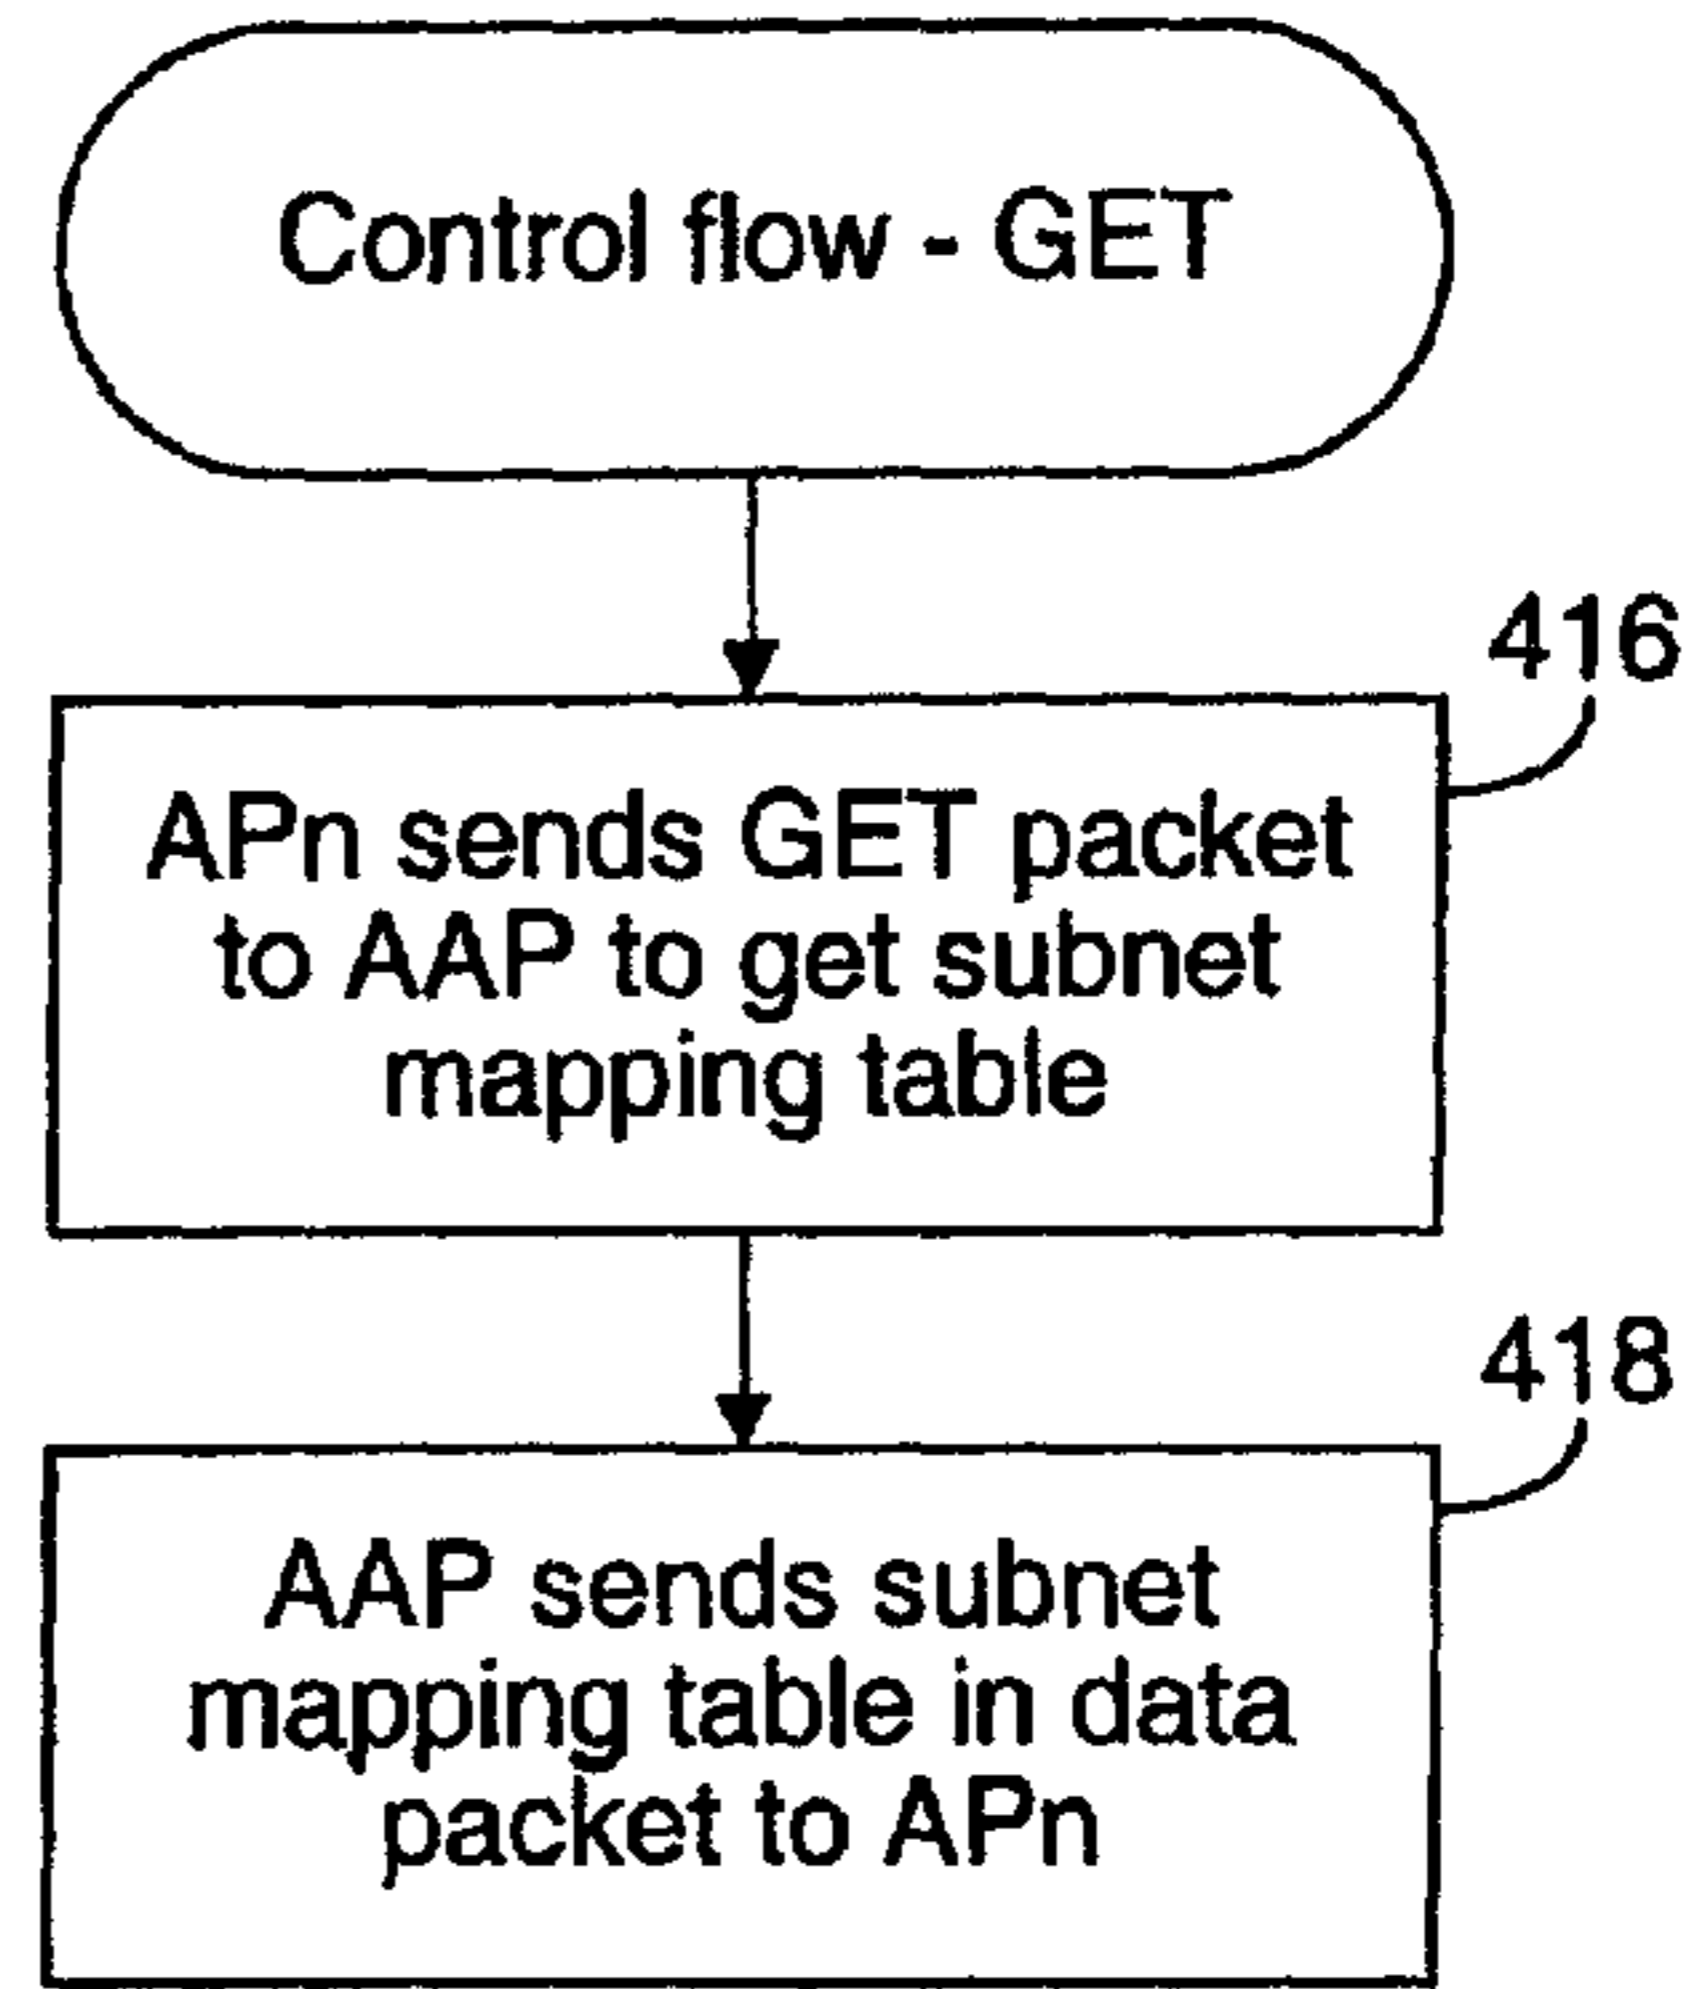 Control flow - GET
416
APn sends GET packet
to AAP to get subnet
mapping table
418
AAP sends subnet
mapping table in data
packet to APn